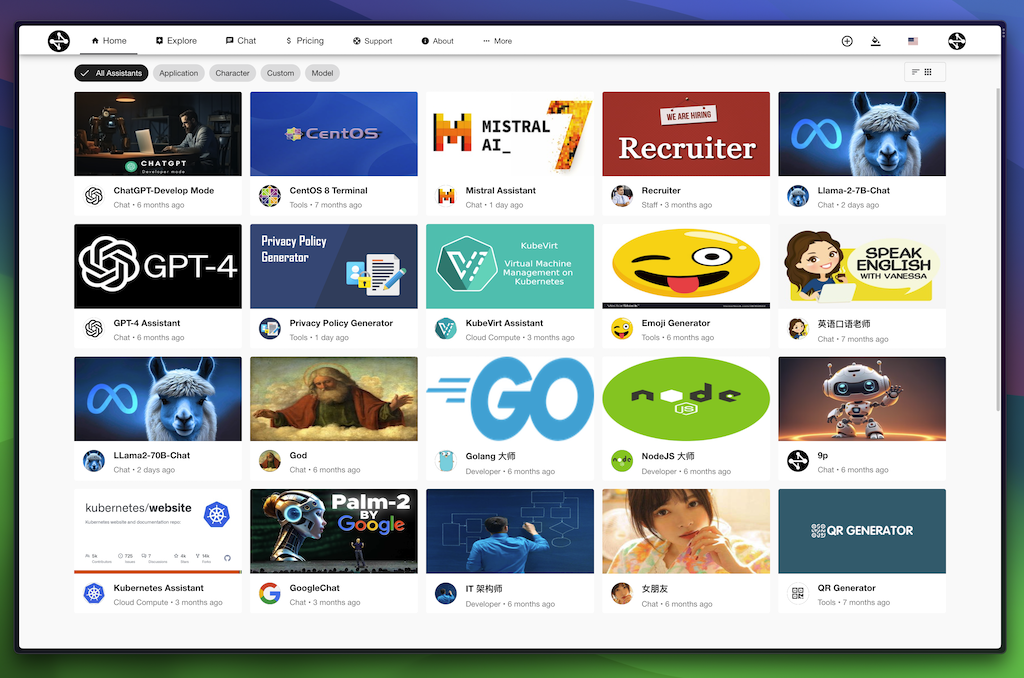 Home
Explore
Chat
$ Pricing
Support
About
More
All Assistants
Application
Character
Custom
Model
CHATGPT
Developer mode
ChatGPT-Develop Mode
Chat • 6 months ago
CentOS
CentOS 8 Terminal
Tools • 7 months ago
MISTRAL
AI_
7
Mistral Assistant
Chat • 1 day ago
WE ARE HIRING
Recruiter
Recruiter
Staff • 3 months ago
Llama-2-7B-Chat
Chat • 2 days ago
GPT-4
GPT-4 Assistant
Chat • 6 months ago
Privacy Policy
Generator
Privacy Policy Generator
Tools • 1 day ago
KubeVirt
Virtual Machine
Management on
Kubernetes
KubeVirt Assistant
Cloud Compute • 3 months ago
Emoji Generator
Tools • 6 months ago
SPEAK
ENGLISH
WITH VANESSA
英语口语老师
Chat • 7 months ago
LLama2-70B-Chat
Chat • 2 days ago
God
Chat • 6 months ago
GO
Golang 大师
Developer • 6 months ago
node
JS
NodeJS 大师
Developer • 6 months ago
9p
Chat • 6 months ago
kubernetes/website
Kubernetes website and documentation repo:
Kubernetes Assistant
Cloud Compute • 3 months ago
Palm-2
BY
Google
GoogleChat
Chat • 3 months ago
IT 架构师
Developer • 6 months ago
女朋友
Chat • 6 months ago
QR GENERATOR
QR Generator
Tools • 7 months ago